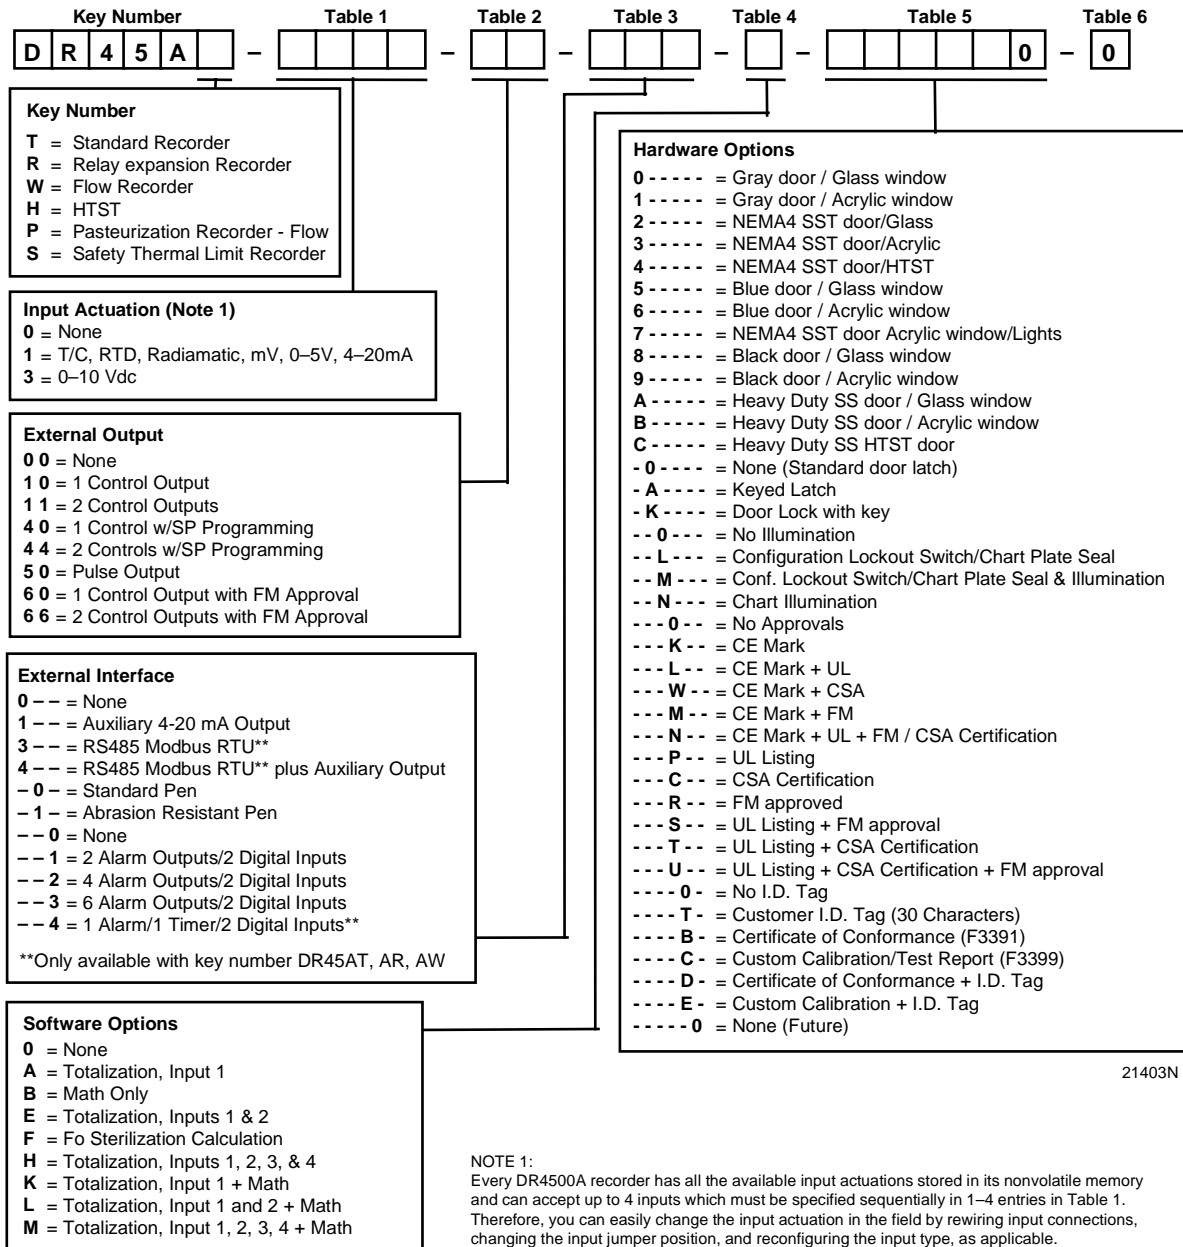 Key Number Table 1 Table 2 Table 3 Table 4 Table 5 Table 6
D R 4 5 A – – – – – 0 – 0
Key Number
T = Standard Recorder
R = Relay expansion Recorder
W = Flow Recorder
H = HTST
P = Pasteurization Recorder - Flow
S = Safety Thermal Limit Recorder
Input Actuation (Note 1)
0 = None
1 = T/C, RTD, Radiamatic, mV, 0–5V, 4–20mA
3 = 0–10 Vdc
External Output
0 0 = None
1 0 = 1 Control Output
1 1 = 2 Control Outputs
4 0 = 1 Control w/SP Programming
4 4 = 2 Controls w/SP Programming
5 0 = Pulse Output
6 0 = 1 Control Output with FM Approval
6 6 = 2 Control Outputs with FM Approval
External Interface
0 – – = None
1 – – = Auxiliary 4-20 mA Output
3 – – = RS485 Modbus RTU**
4 – – = RS485 Modbus RTU** plus Auxiliary Output
– 0 – = Standard Pen
– 1 – = Abrasion Resistant Pen
– – 0 = None
– – 1 = 2 Alarm Outputs/2 Digital Inputs
– – 2 = 4 Alarm Outputs/2 Digital Inputs
– – 3 = 6 Alarm Outputs/2 Digital Inputs
– – 4 = 1 Alarm/1 Timer/2 Digital Inputs**
**Only available with key number DR45AT, AR, AW
Software Options
0 = None
A = Totalization, Input 1
B = Math Only
E = Totalization, Inputs 1 & 2
F = Fo Sterilization Calculation
H = Totalization, Inputs 1, 2, 3, & 4
K = Totalization, Input 1 + Math
L = Totalization, Input 1 and 2 + Math
M = Totalization, Input 1, 2, 3, 4 + Math
Hardware Options
0 - - - - - = Gray door / Glass window
1 - - - - - = Gray door / Acrylic window
2 - - - - - = NEMA4 SST door/Glass
3 - - - - - = NEMA4 SST door/Acrylic
4 - - - - - = NEMA4 SST door/HTST
5 - - - - - = Blue door / Glass window
6 - - - - - = Blue door / Acrylic window
7 - - - - - = NEMA4 SST door Acrylic window/Lights
8 - - - - - = Black door / Glass window
9 - - - - - = Black door / Acrylic window
A - - - - - = Heavy Duty SS door / Glass window
B - - - - - = Heavy Duty SS door / Acrylic window
C - - - - - = Heavy Duty SS HTST door
- 0 - - - - = None (Standard door latch)
- A - - - - = Keyed Latch
- K - - - - = Door Lock with key
- - 0 - - - = No Illumination
- - L - - - = Configuration Lockout Switch/Chart Plate Seal
- - M - - - = Conf. Lockout Switch/Chart Plate Seal & Illumination
- - N - - - = Chart Illumination
- - - 0 - - = No Approvals
- - - K - - = CE Mark
- - - L - - = CE Mark + UL
- - - W - - = CE Mark + CSA
- - - M - - = CE Mark + FM
- - - N - - = CE Mark + UL + FM / CSA Certification
- - - P - - = UL Listing
- - - C - - = CSA Certification
- - - R - - = FM approved
- - - S - - = UL Listing + FM approval
- - - T - - = UL Listing + CSA Certification
- - - U - - = UL Listing + CSA Certification + FM approval
- - - - 0 - = No I.D. Tag
- - - - T - = Customer I.D. Tag (30 Characters)
- - - - B - = Certificate of Conformance (F3391)
- - - - C - = Custom Calibration/Test Report (F3399)
- - - - D - = Certificate of Conformance + I.D. Tag
- - - - E - = Custom Calibration + I.D. Tag
- - - - - 0 = None (Future)
21403N
NOTE 1:
Every DR4500A recorder has all the available input actuations stored in its nonvolatile memory
and can accept up to 4 inputs which must be specified sequentially in 1–4 entries in Table 1.
Therefore, you can easily change the input actuation in the field by rewiring input connections,
changing the input jumper position, and reconfiguring the input type, as applicable.